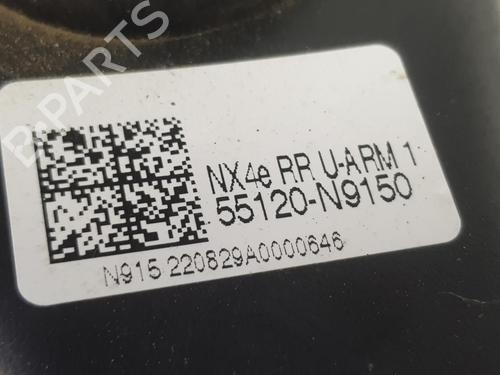 B-PARTS
NX4e RR U-ARM 1
55120-N9150
N915 220829A0000646